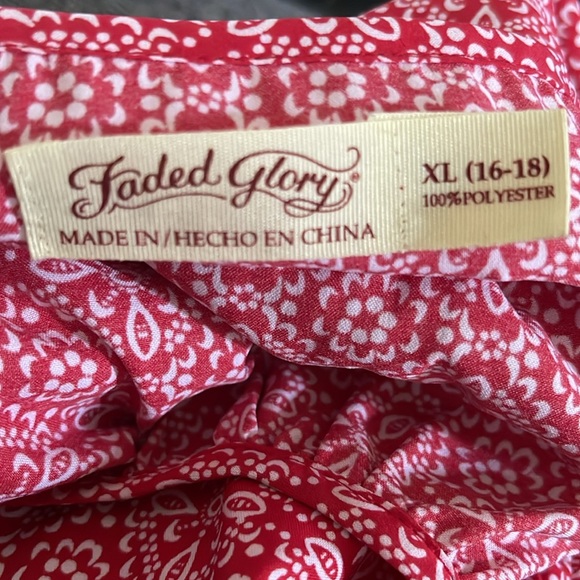 Faded Glory®
MADE IN/HECHO EN CHINA
XL (16-18)
100% POLYESTER